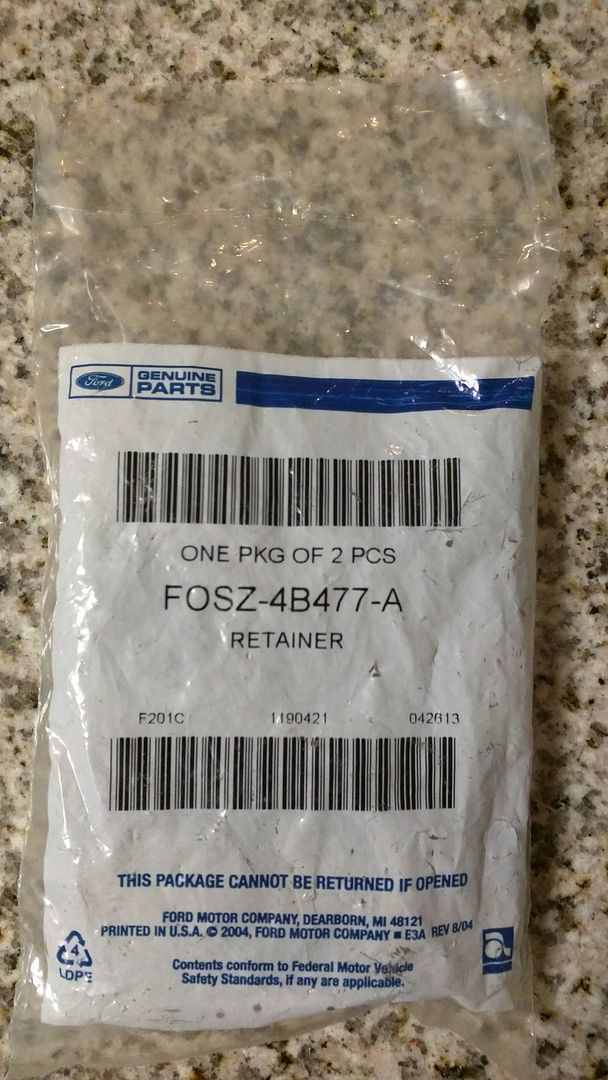 Ford GENUINE
PARTS
ONE PKG OF 2 PCS
FOSZ-4B477-A
RETAINER
F201C 1190421 042613
THIS PACKAGE CANNOT BE RETURNED IF OPENED
FORD MOTOR COMPANY, DEARBORN, MI 48121
PRINTED IN U.S.A. © 2004, FORD MOTOR COMPANY ■ E3A REV 8/04
4
LDPE
Contents conform to Federal Motor Vehicle
Safety Standards, if any are applicable.